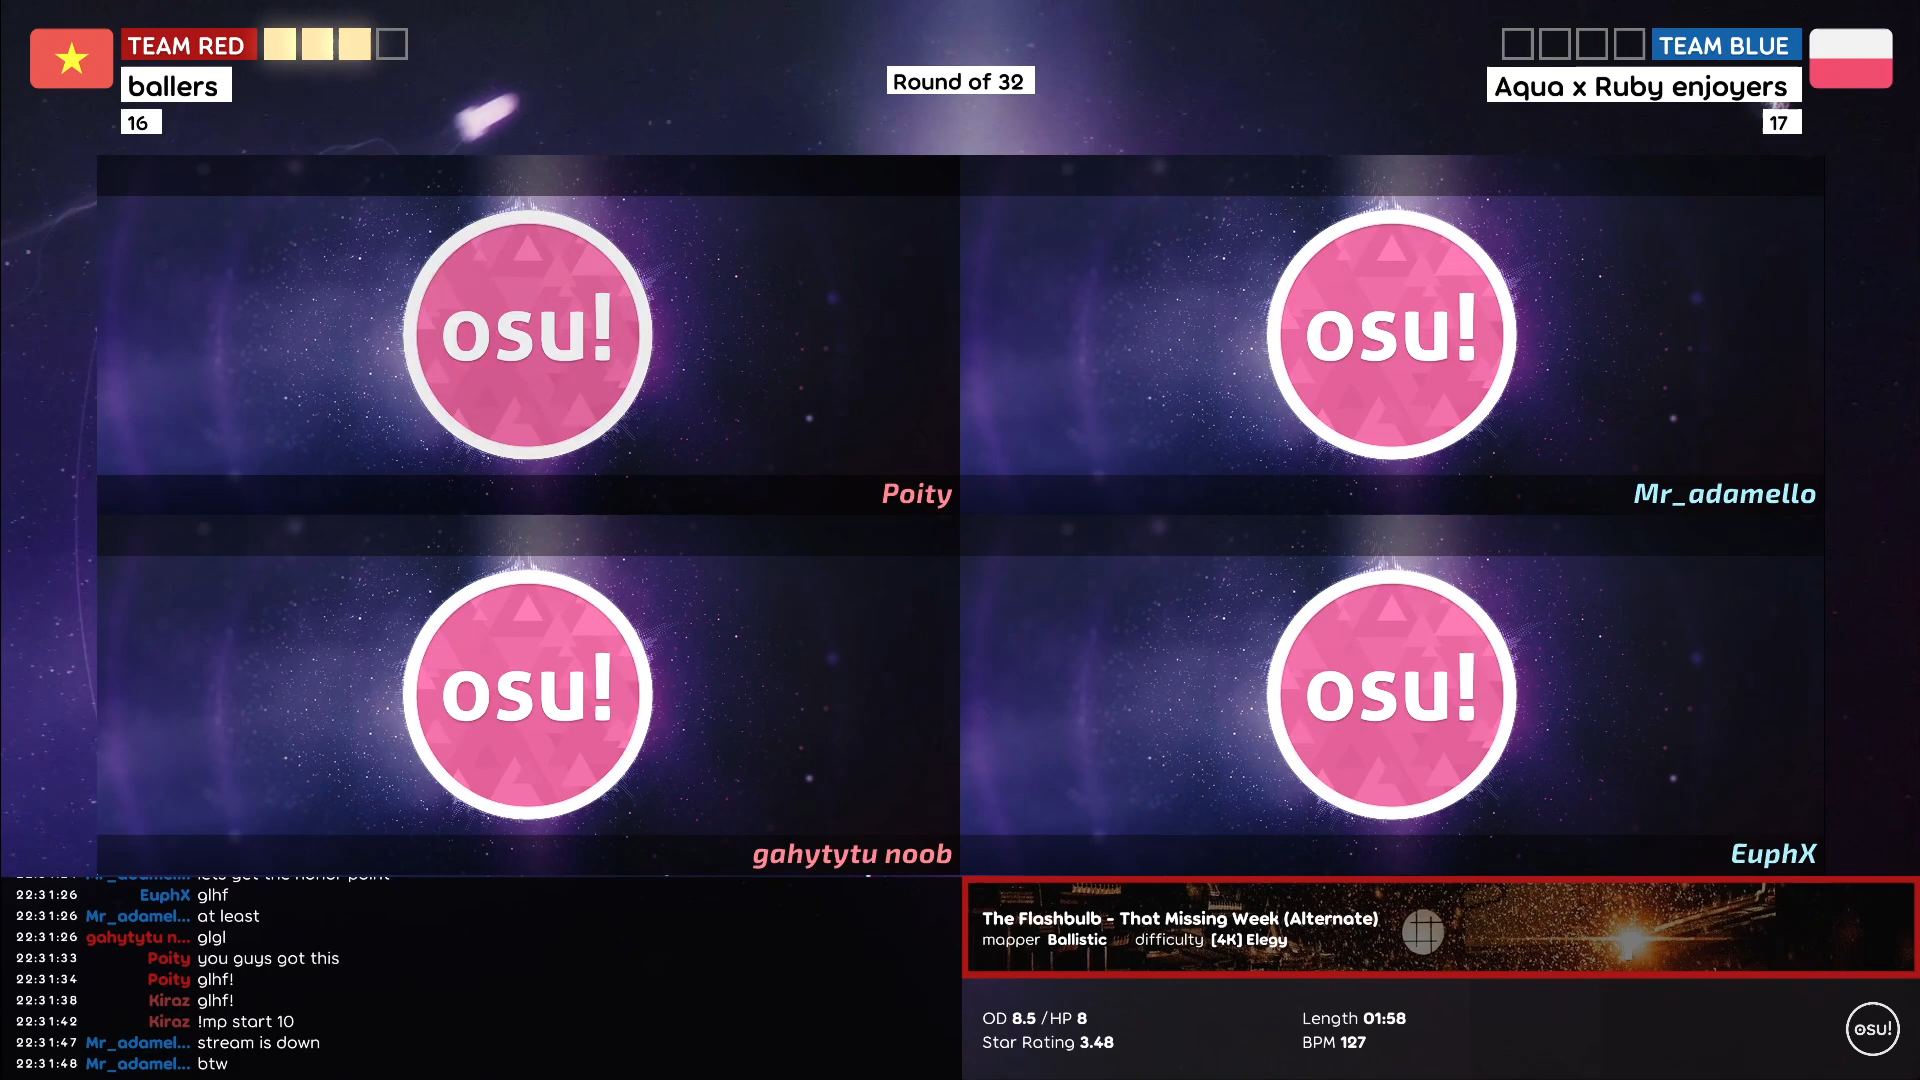 TEAM RED
ballers
16
Round of 32
TEAM BLUE
Aqua x Ruby enjoyers
17
osu!
Poity
osu!
Mr_adamello
osu!
gahytytu noob
osu!
EuphX
lets get the honor point
22:31:26 EuphX glhf
22:31:26 Mr_adamel... at least
22:31:26 gahytytu n... glgl
22:31:33 Poity you guys got this
22:31:34 Poity glhf!
22:31:38 Kiraz glhf!
22:31:42 Kiraz !mp start 10
22:31:47 Mr_adamel... stream is down
22:31:48 Mr_adamel... btw
The Flashbulb - That Missing Week (Alternate)
mapper Ballistic difficulty [4K] Elegy
OD 8.5 / HP 8
Star Rating 3.48
Length 01:58
BPM 127
osu!